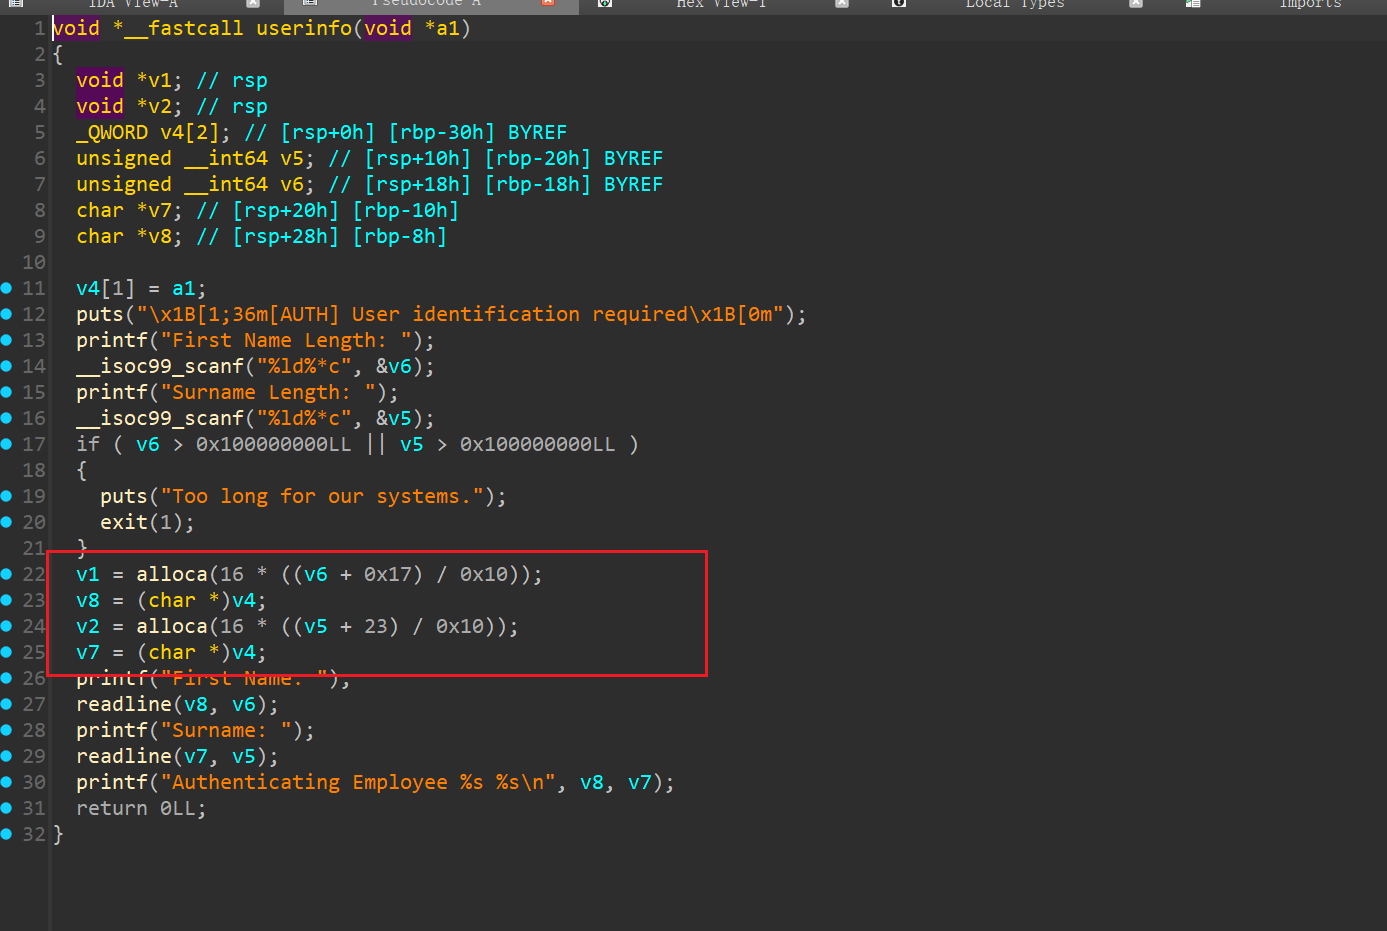 IDA View-A Pseudocode A Hex View-1 Local Types Imports
1 void *__fastcall userinfo(void *a1)
2 {
3 void *v1; // rsp
4 void *v2; // rsp
5 _QWORD v4[2]; // [rsp+0h] [rbp-30h] BYREF
6 unsigned __int64 v5; // [rsp+10h] [rbp-20h] BYREF
7 unsigned __int64 v6; // [rsp+18h] [rbp-18h] BYREF
8 char *v7; // [rsp+20h] [rbp-10h]
9 char *v8; // [rsp+28h] [rbp-8h]
10
11 v4[1] = a1;
12 puts("\x1B[1;36m[AUTH] User identification required\x1B[0m");
13 printf("First Name Length: ");
14 __isoc99_scanf("%ld%*c", &v6);
15 printf("Surname Length: ");
16 __isoc99_scanf("%ld%*c", &v5);
17 if ( v6 > 0x100000000LL || v5 > 0x100000000LL )
18 {
19 puts("Too long for our systems.");
20 exit(1);
21 }
22 v1 = alloca(16 * ((v6 + 0x17) / 0x10));
23 v8 = (char *)v4;
24 v2 = alloca(16 * ((v5 + 23) / 0x10));
25 v7 = (char *)v4;
26 printf("First Name: ");
27 readline(v8, v6);
28 printf("Surname: ");
29 readline(v7, v5);
30 printf("Authenticating Employee %s %s\n", v8, v7);
31 return 0LL;
32 }